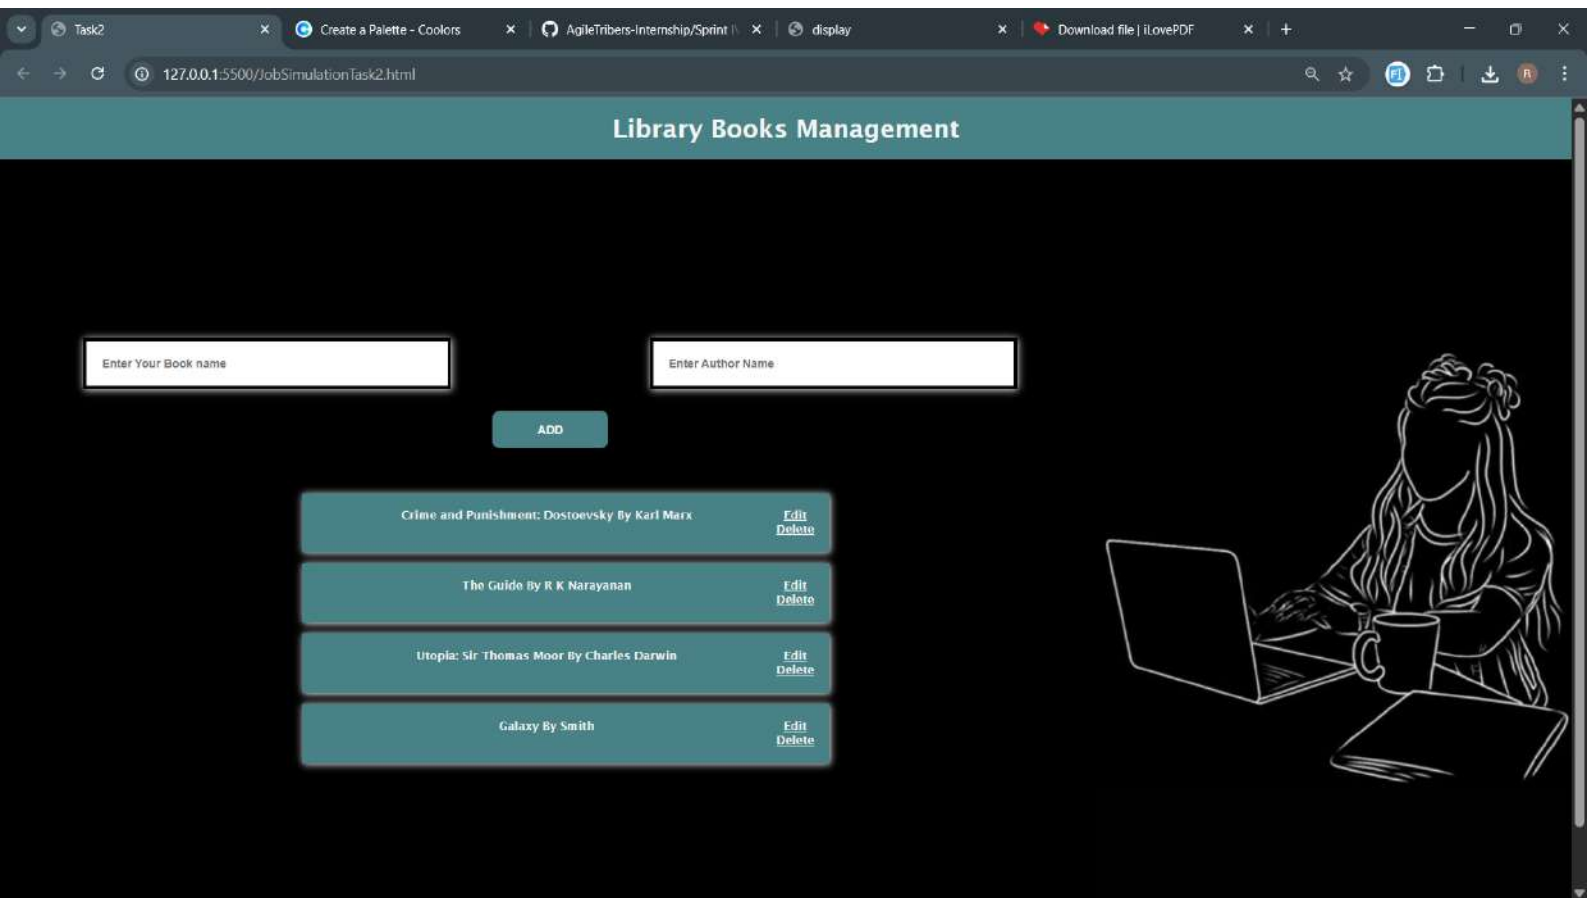 Task2
Create a Palette - Coolors
AgileTribers-Internship/Sprint
display
Download file | iLovePDF
127.0.0.1:5500/JobSimulationTask2.html
R
Library Books Management
Enter Your Book name
Enter Author Name
ADD
Crime and Punishment: Dostoevsky By Karl Marx
Edit
Delete
The Guide By R K Narayanan
Edit
Delete
Utopia: Sir Thomas Moor By Charles Darwin
Edit
Delete
Galaxy By Smith
Edit
Delete